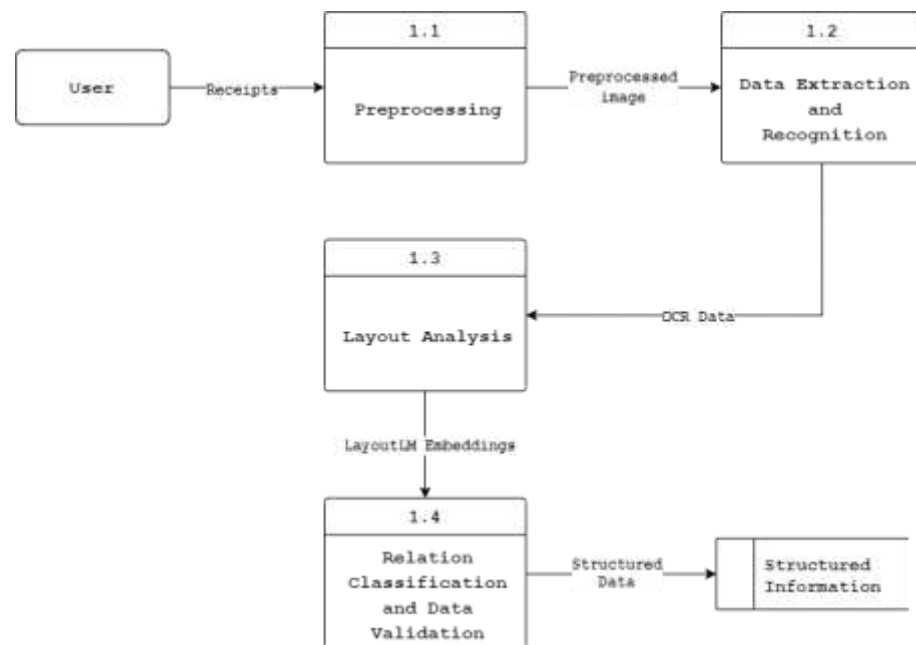 User
Receipts
1.1
Preprocessing
Preprocessed
image
1.2
Data Extraction
and
Recognition
OCR Data
1.3
Layout Analysis
LayoutLM Embeddings
1.4
Relation
Classification
and Data
Validation
Structured
Data
Structured
Information